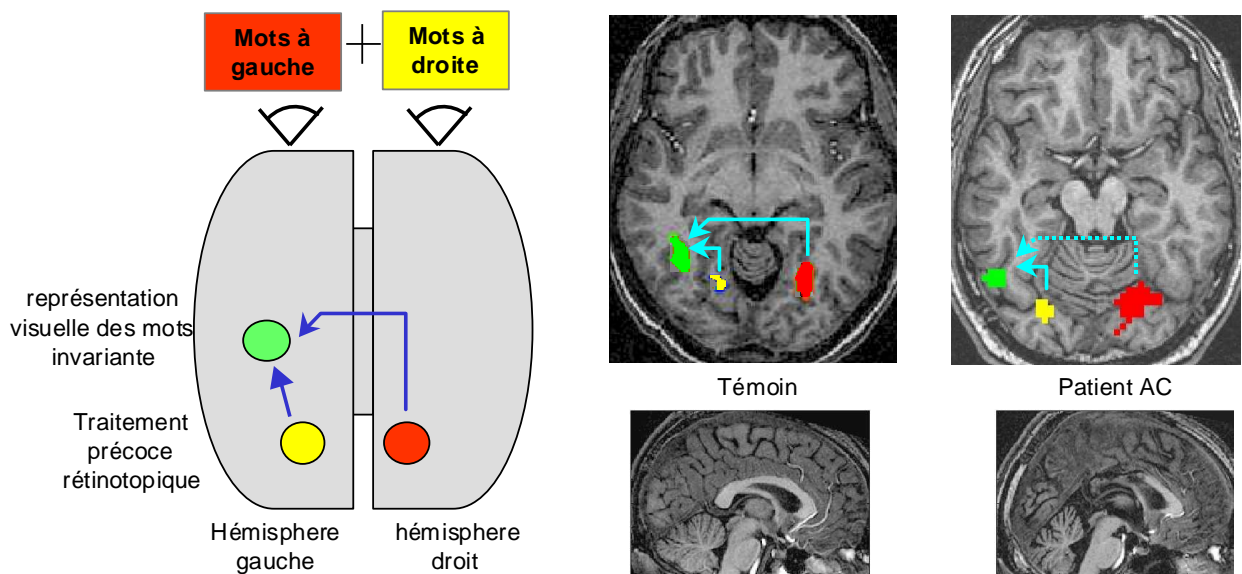 Mots à
gauche
Mots à
droite
représentation
visuelle des mots
invariante
Traitement
précoce
rétinotopique
Hémisphere
gauche
hémisphere
droit
Témoin
Patient AC